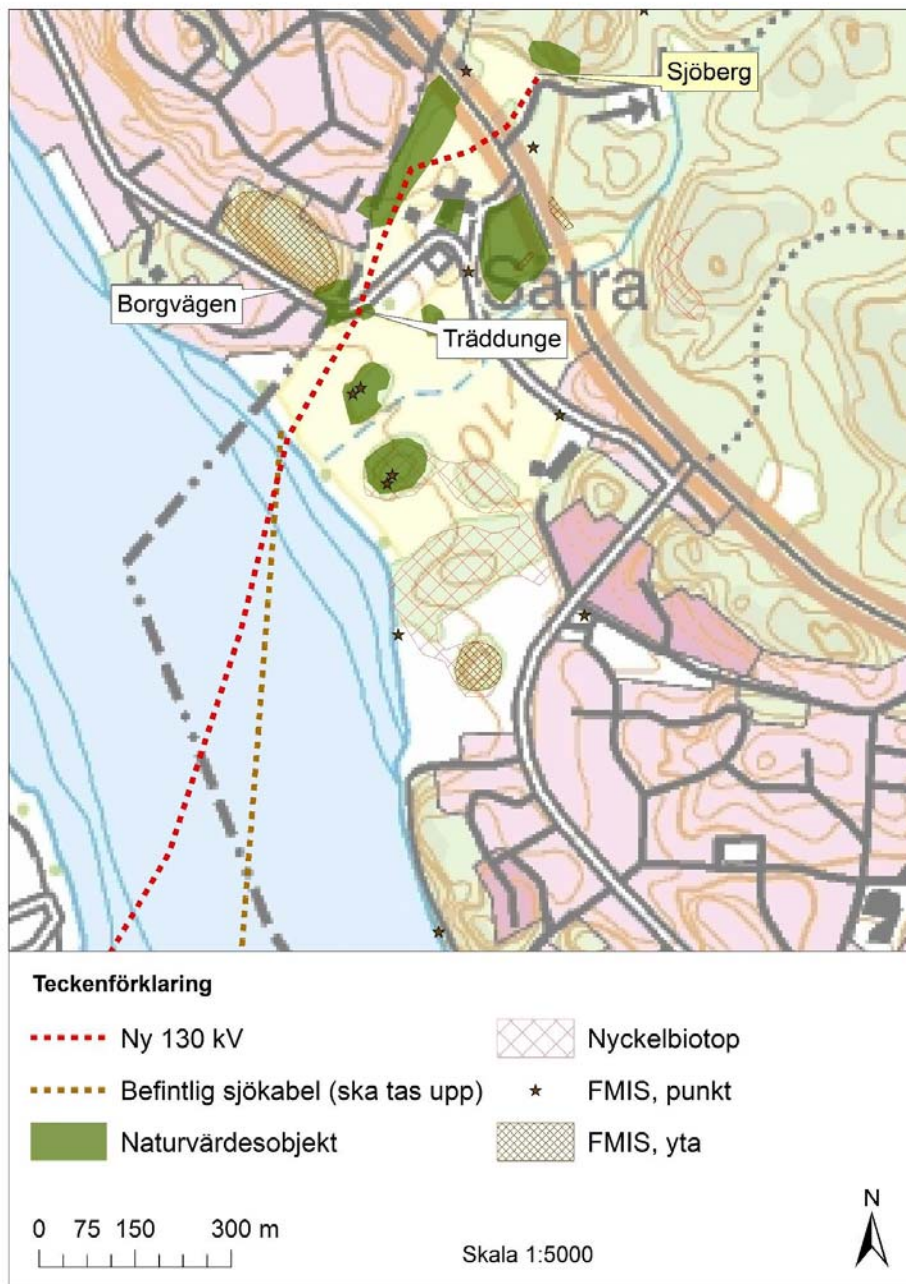 Sjöberg
Borgvägen
Sätra
Träddunge
10
Teckenförklaring
Ny 130 kV
Befintlig sjökabel (ska tas upp)
Naturvärdesobjekt
Nyckelbiotop
FMIS, punkt
FMIS, yta
0 75 150 300 m
Skala 1:5000
N